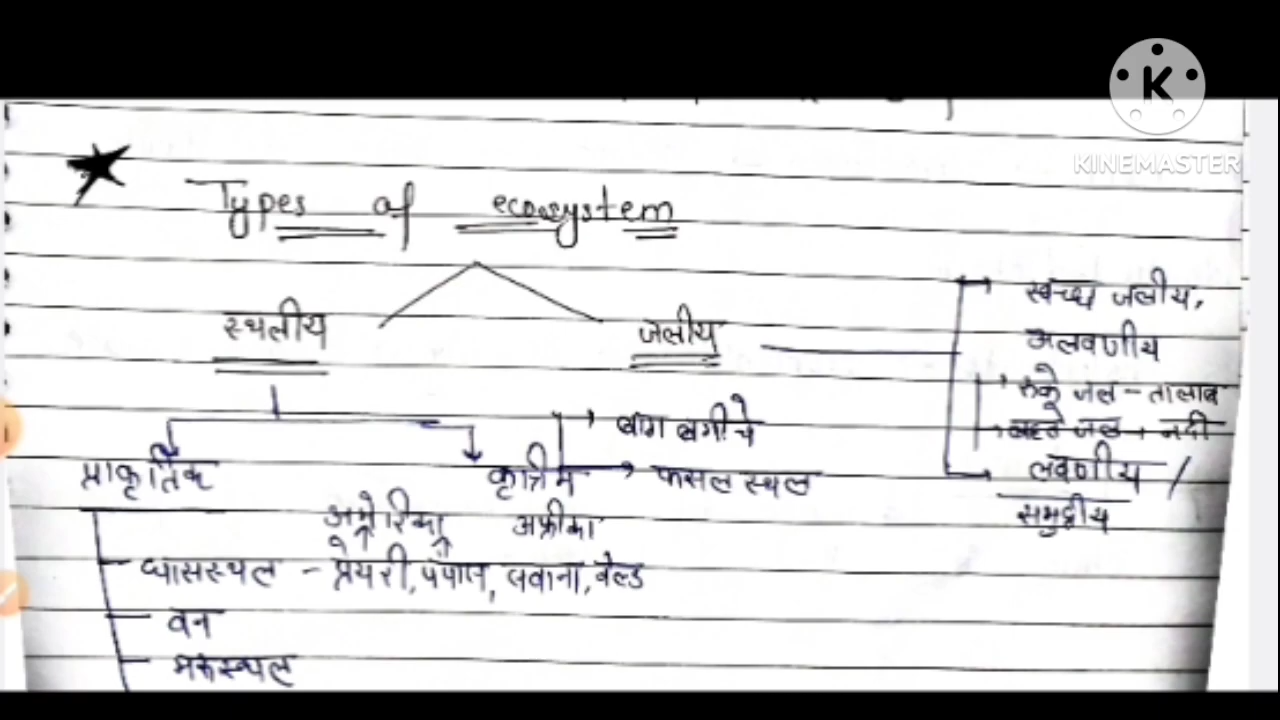 KINEMASTER
Types of ecosystem
स्थलीय
जलीय
स्वच्छ जलीय,
अलवणीय
रुके जल - तालाब
बहते जल, नदी
लवणीय /
समुद्रीय
बाग बगीचे
प्राकृतिक
कृत्रिम
फसल स्थल
अमेरिका अफ्रीका
घासस्थल - प्रेयरी, पंपास, सवाना, वेल्ड
वन
मरुस्थल